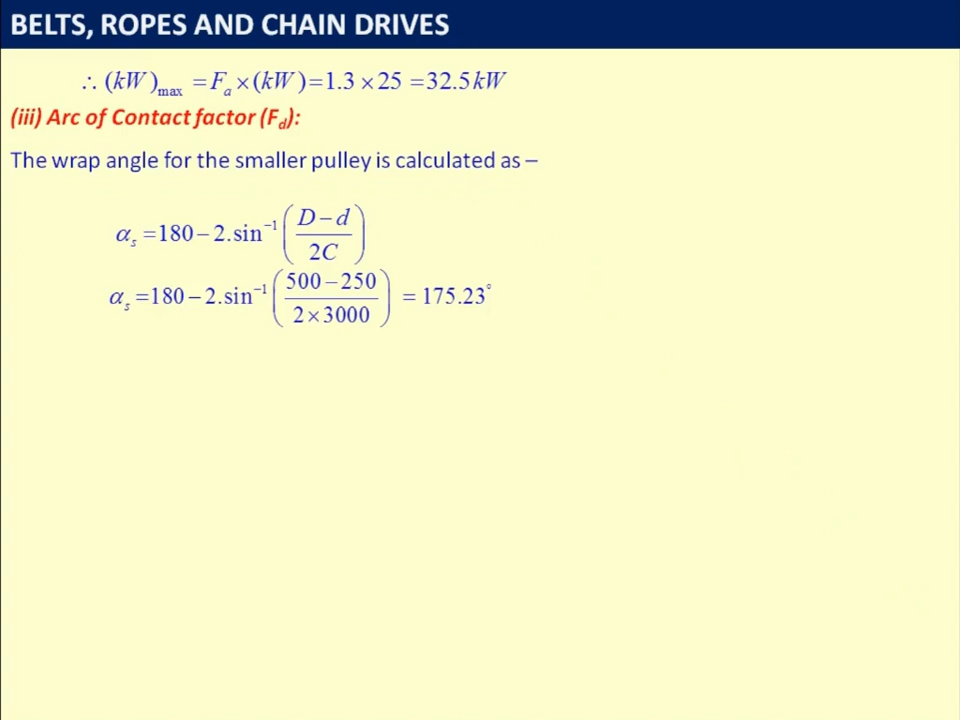 BELTS, ROPES AND CHAIN DRIVES
∴ (kW)max = Fa × (kW) = 1.3 × 25 = 32.5 kW
(iii) Arc of Contact factor (Fd):
The wrap angle for the smaller pulley is calculated as –
αs = 180 − 2.sin⁻¹ ( (D − d) / 2C )
αs = 180 − 2.sin⁻¹ ( (500 − 250) / (2 × 3000) ) = 175.23°